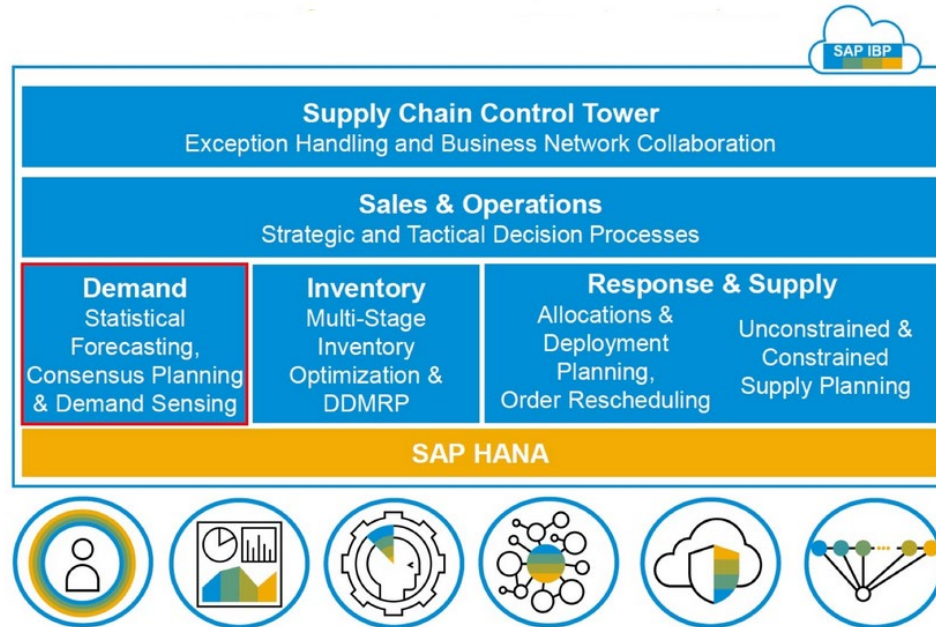 SAP IBP
Supply Chain Control Tower
Exception Handling and Business Network Collaboration
Sales & Operations
Strategic and Tactical Decision Processes
Demand
Statistical
Forecasting,
Consensus Planning
& Demand Sensing
Inventory
Multi-Stage
Inventory
Optimization &
DDMRP
Response & Supply
Allocations &
Deployment
Planning,
Order Rescheduling
Unconstrained &
Constrained
Supply Planning
SAP HANA